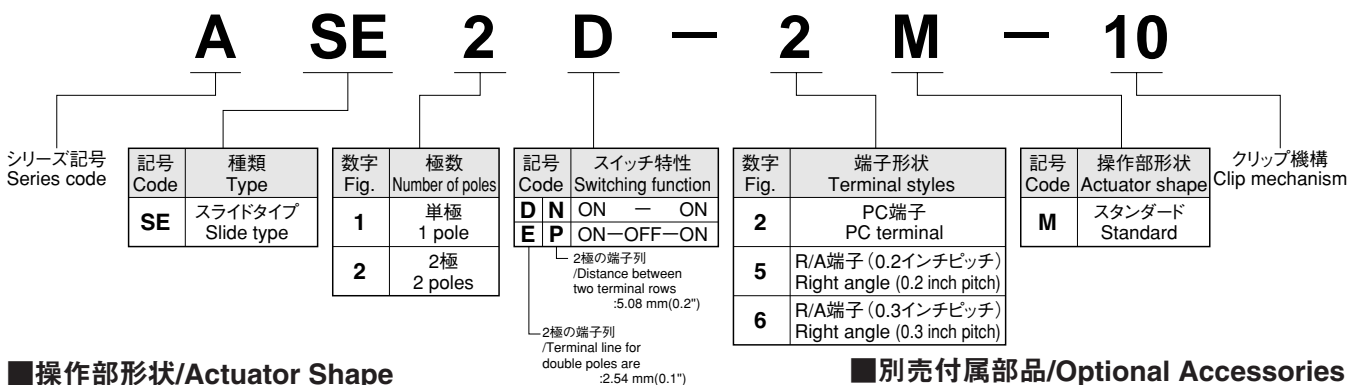 A SE 2 D － 2 M － 10
シリーズ記号
Series code
記号 種類
Code Type
SE スライドタイプ
Slide type
数字 極数
Fig. Number of poles
1 単極
1 pole
2 2極
2 poles
記号 スイッチ特性
Code Switching function
D N ON － ON
E P ON－OFF－ON
2極の端子列
/Distance between
two terminal rows
:5.08 mm(0.2")
2極の端子列
/Terminal line for
double poles are
:2.54 mm(0.1")
数字 端子形状
Fig. Terminal styles
2 PC端子
PC terminal
5 R/A端子（0.2インチピッチ）
Right angle (0.2 inch pitch)
6 R/A端子（0.3インチピッチ）
Right angle (0.3 inch pitch)
記号 操作部形状
Code Actuator shape
M スタンダード
Standard
クリップ機構
Clip mechanism
■操作部形状/Actuator Shape
■別売付属部品/Optional Accessories